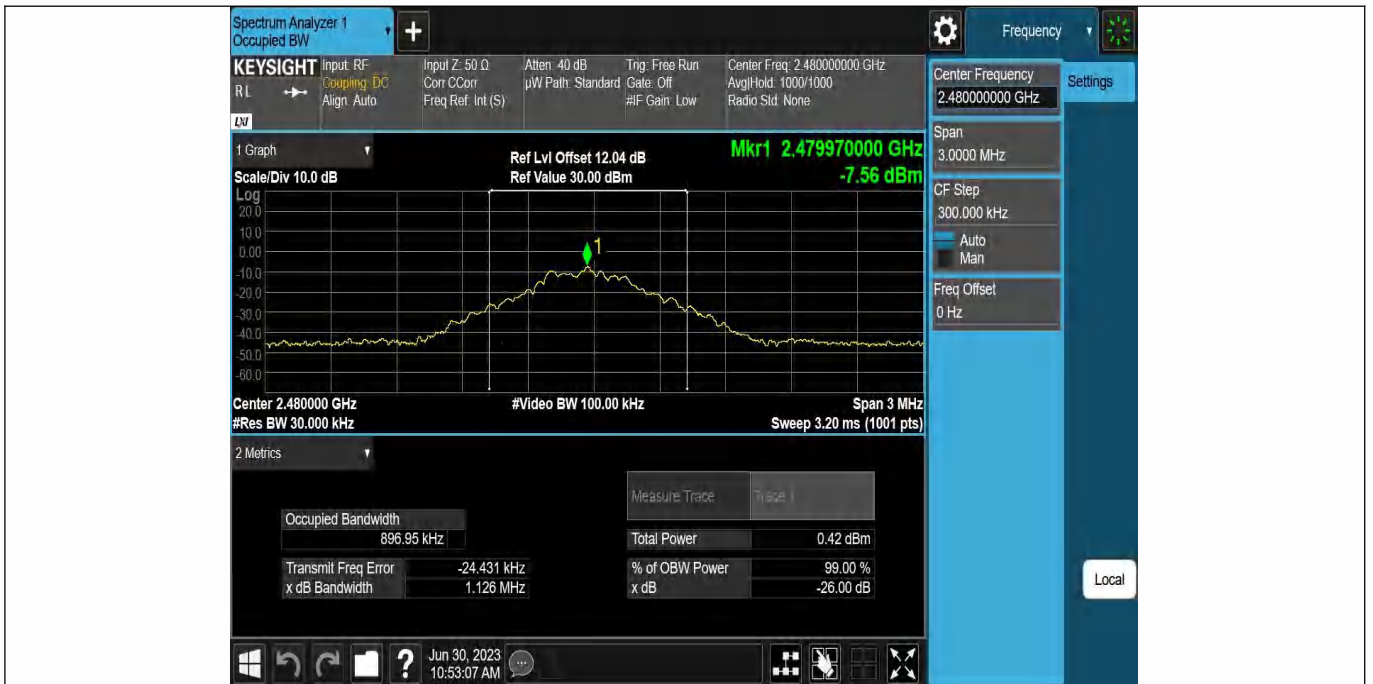 Spectrum Analyzer 1
Occupied BW
+
Frequency
KEYSIGHT
R L
LXI
Input: RF
Coupling: DC
Align: Auto
Input Z: 50 Ω
Corr CCorr
Freq Ref: Int (S)
Atten: 40 dB
µW Path: Standard
Trig: Free Run
Gate: Off
#IF Gain: Low
Center Freq: 2.480000000 GHz
Avg|Hold: 1000/1000
Radio Std: None
Center Frequency
2.480000000 GHz
Settings
Span
3.0000 MHz
CF Step
300.000 kHz
Auto
Man
Freq Offset
0 Hz
1 Graph
Scale/Div 10.0 dB
Ref Lvl Offset 12.04 dB
Ref Value 30.00 dBm
Mkr1 2.479970000 GHz
-7.56 dBm
Log
20.0
10.0
0.00
-10.0
-20.0
-30.0
-40.0
-50.0
-60.0
1
Center 2.480000 GHz
#Res BW 30.000 kHz
#Video BW 100.00 kHz
Span 3 MHz
Sweep 3.20 ms (1001 pts)
2 Metrics
Measure Trace Trace 1
Occupied Bandwidth
896.95 kHz
Total Power 0.42 dBm
Transmit Freq Error -24.431 kHz
% of OBW Power 99.00 %
x dB Bandwidth 1.126 MHz
x dB -26.00 dB
Local
?
Jun 30, 2023
10:53:07 AM